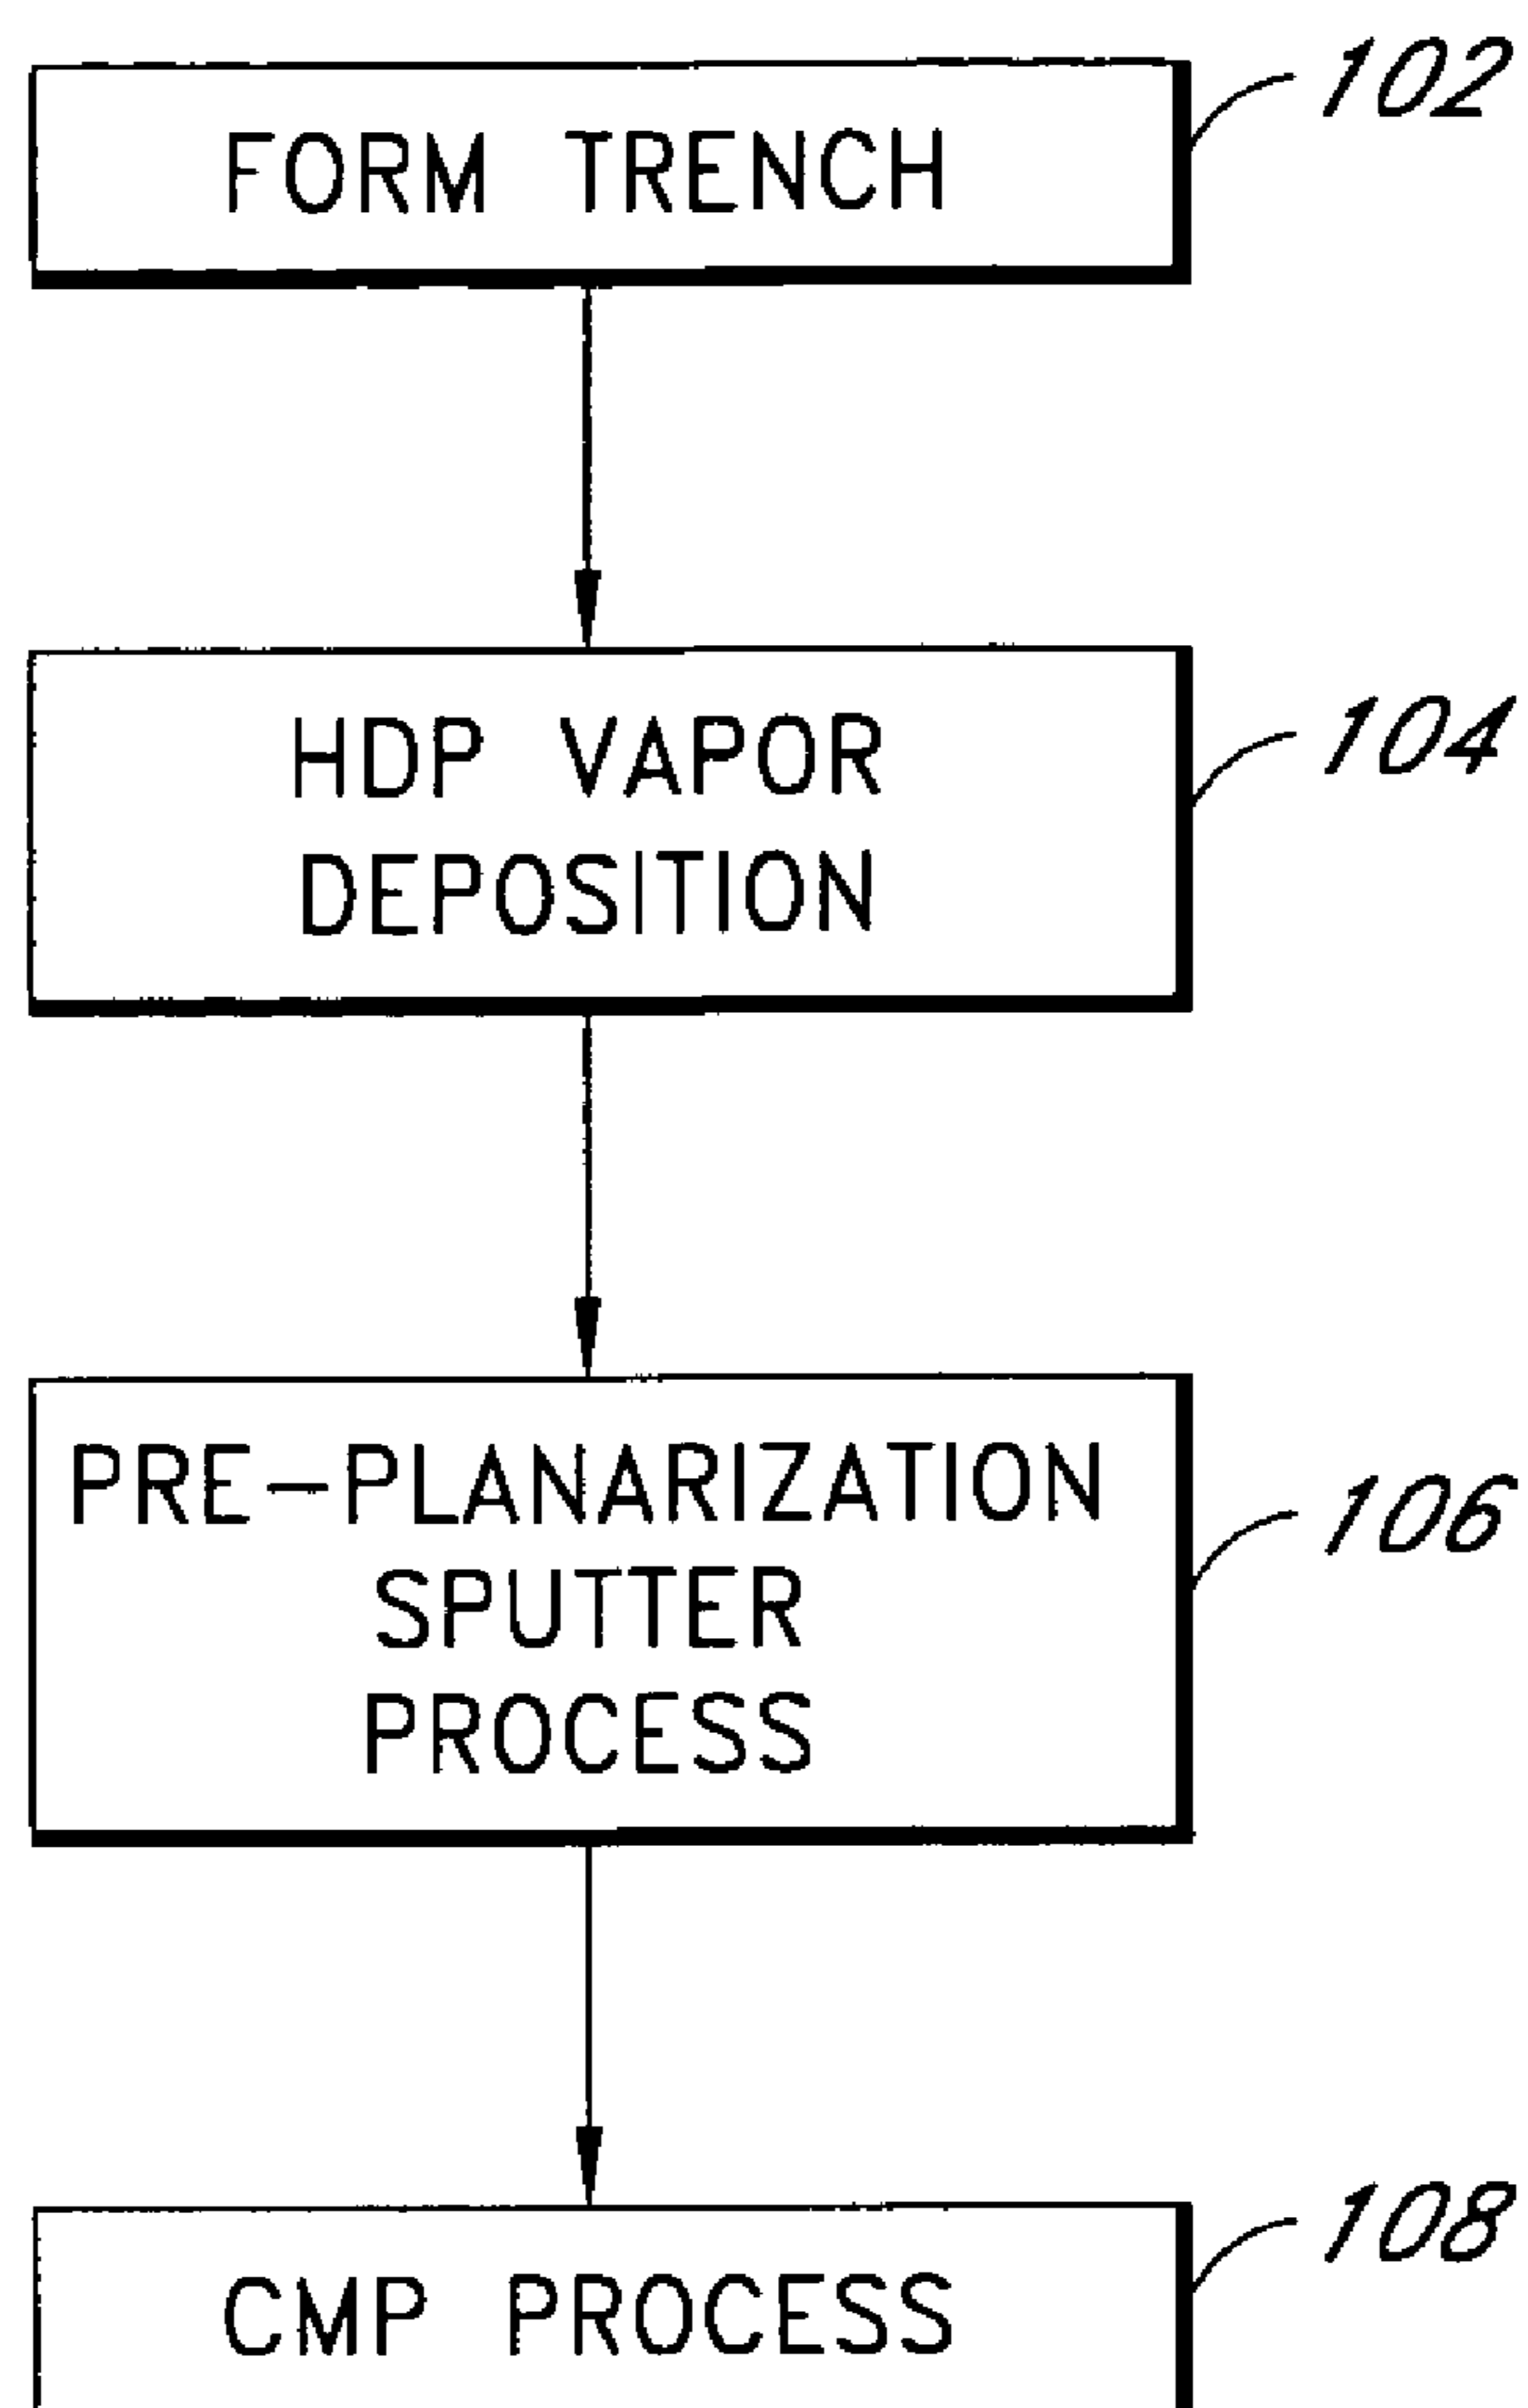 102
FORM TRENCH
104
HDP VAPOR
DEPOSITION
106
PRE-PLANARIZATION
SPUTTER
PROCESS
108
CMP PROCESS